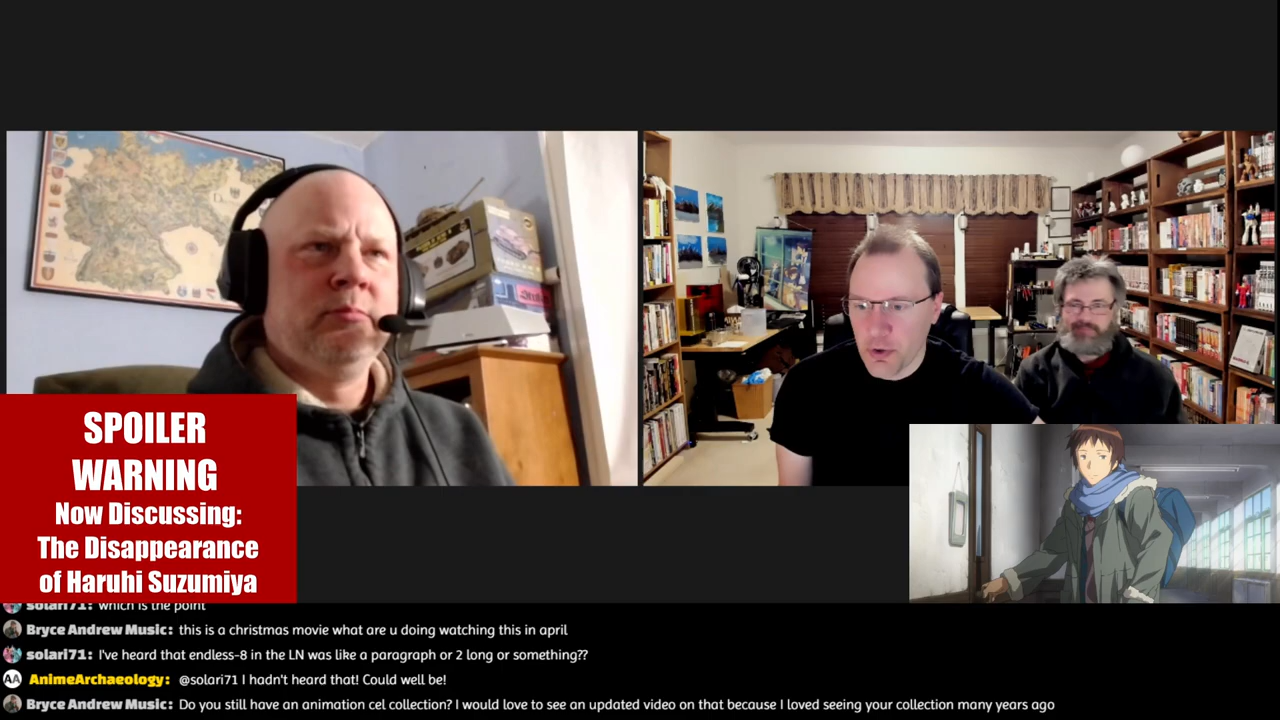 SPOILER
WARNING
Now Discussing:
The Disappearance
of Haruhi Suzumiya
solari71: which is the point
Bryce Andrew Music: this is a christmas movie what are u doing watching this in april
solari71: I've heard that endless-8 in the LN was like a paragraph or 2 long or something??
AA AnimeArchaeology: @solari71 I hadn't heard that! Could well be!
Bryce Andrew Music: Do you still have an animation cel collection? I would love to see an updated video on that because I loved seeing your collection many years ago